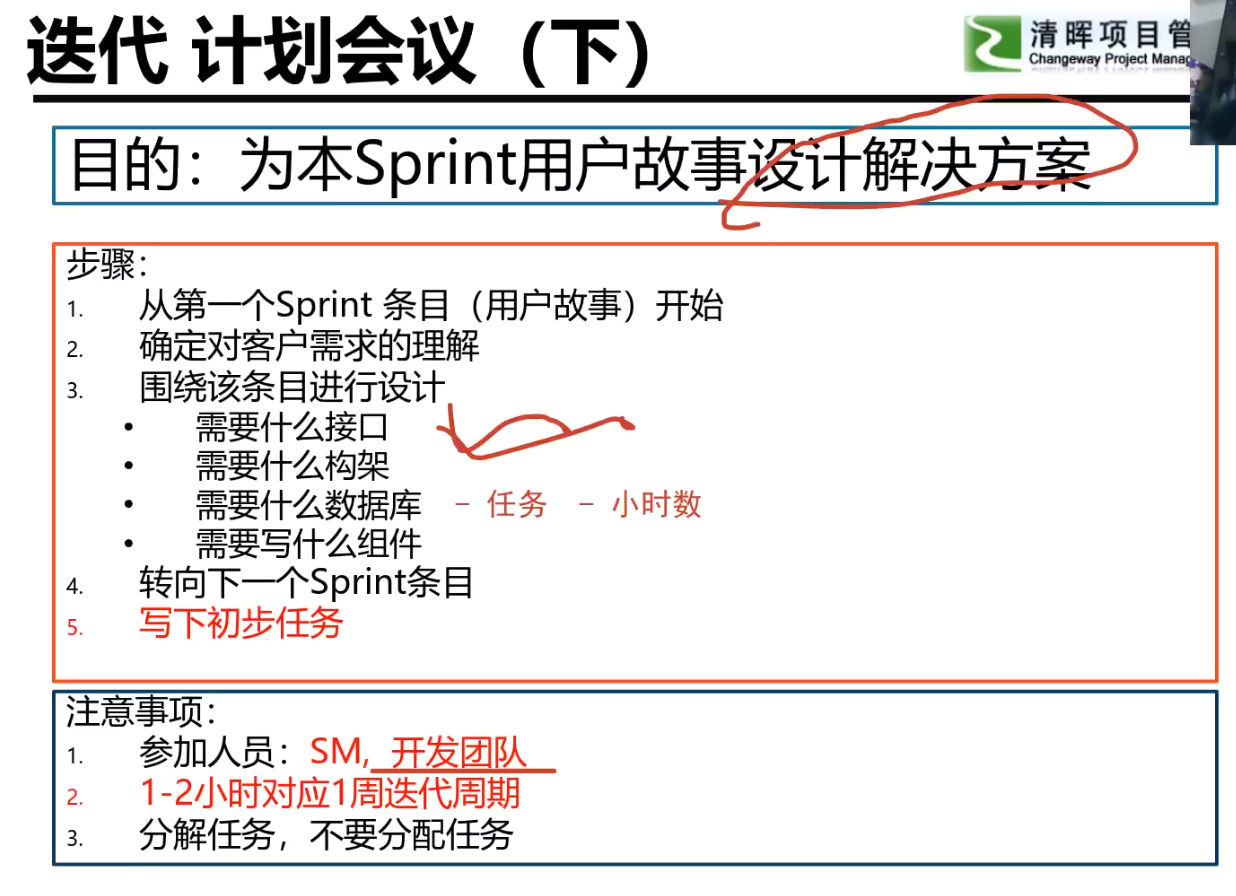 迭代 计划会议（下）
清晖项目管
Changeway Project Manag
目的：为本Sprint用户故事设计解决方案
步骤：
1. 从第一个Sprint 条目（用户故事）开始
2. 确定对客户需求的理解
3. 围绕该条目进行设计
• 需要什么接口
• 需要什么构架
• 需要什么数据库 - 任务 - 小时数
• 需要写什么组件
4. 转向下一个Sprint条目
5. 写下初步任务
注意事项：
1. 参加人员：SM, 开发团队
2. 1-2小时对应1周迭代周期
3. 分解任务，不要分配任务